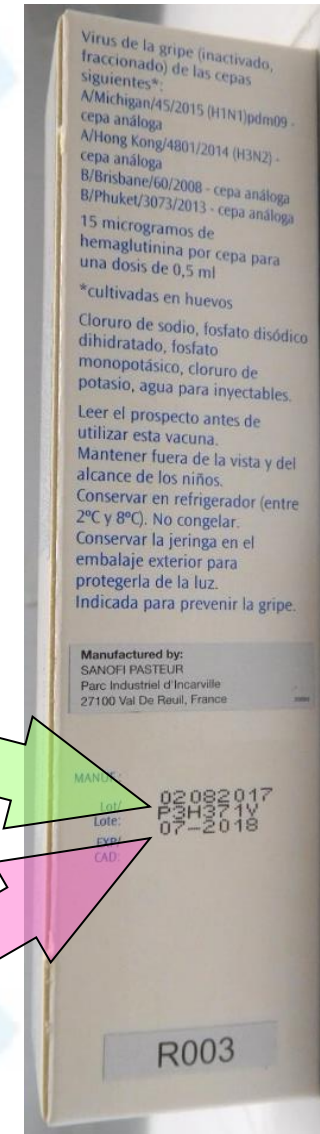 Virus de la gripe (inactivado,
fraccionado) de las cepas
siguientes*:
A/Michigan/45/2015 (H1N1)pdm09 -
cepa análoga
A/Hong Kong/4801/2014 (H3N2) -
cepa análoga
B/Brisbane/60/2008 - cepa análoga
B/Phuket/3073/2013 - cepa análoga
15 microgramos de
hemaglutinina por cepa para
una dosis de 0,5 ml
*cultivadas en huevos
Cloruro de sodio, fosfato disódico
dihidratado, fosfato
monopotásico, cloruro de
potasio, agua para inyectables.
Leer el prospecto antes de
utilizar esta vacuna.
Mantener fuera de la vista y del
alcance de los niños.
Conservar en refrigerador (entre
2ºC y 8ºC). No congelar.
Conservar la jeringa en el
embalaje exterior para
protegerla de la luz.
Indicada para prevenir la gripe.
Manufactured by:
SANOFI PASTEUR
Parc Industriel d'Incarville
27100 Val De Reuil, France
MANUF.: 02082017
Lot/
Lote: P3H371V
EXP/ 07-2018
CAD:
R003